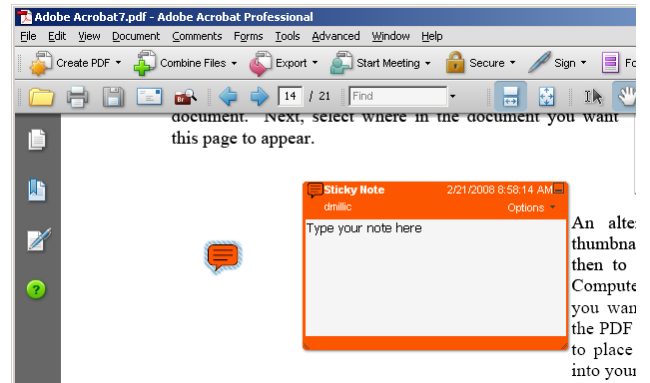 Adobe Acrobat7.pdf - Adobe Acrobat Professional
File Edit View Document Comments Forms Tools Advanced Window Help
Create PDF Combine Files Export Start Meeting Secure Sign Fo
14 / 21 Find
document. Next, select where in the document you want
this page to appear.
Sticky Note 2/21/2008 8:58:14 AM
dmillic Options
Type your note here
An alte
thumbna
then to
Compute
you wan
the PDF
to place
into your